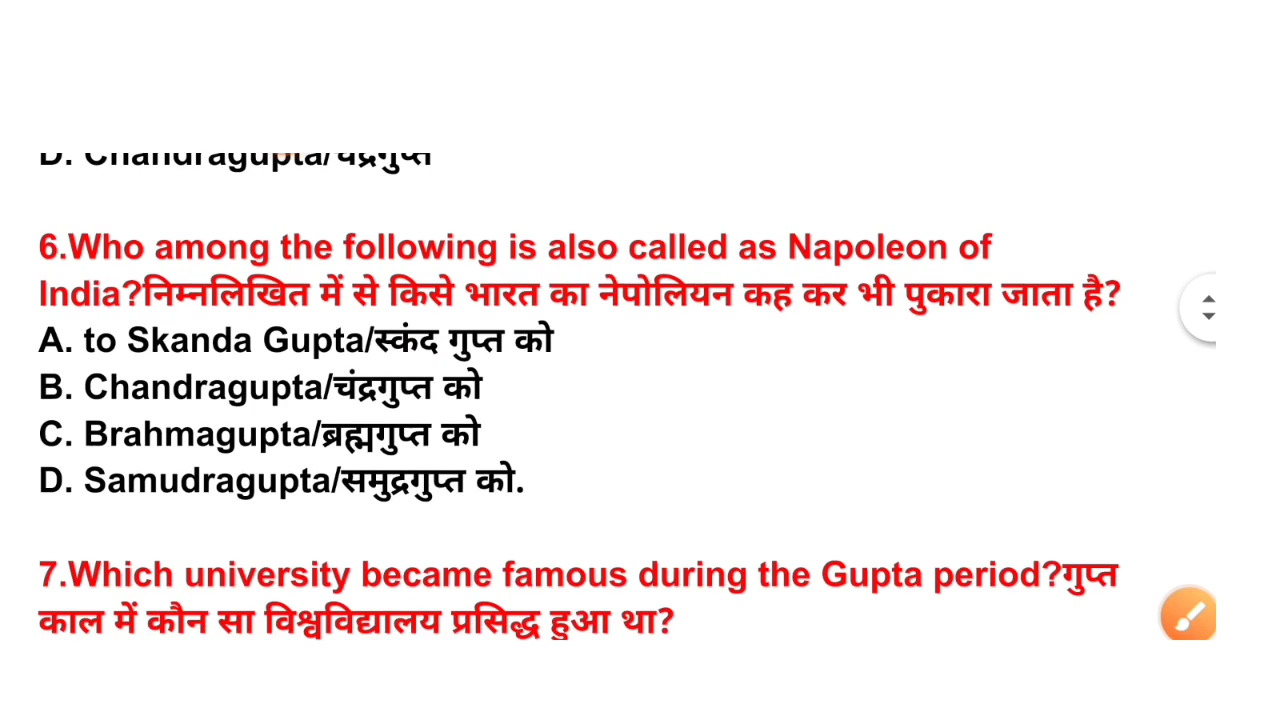 D. Chandragupta/चंद्रगुप्त
6.Who among the following is also called as Napoleon of
India?निम्नलिखित में से किसे भारत का नेपोलियन कह कर भी पुकारा जाता है?
A. to Skanda Gupta/स्कंद गुप्त को
B. Chandragupta/चंद्रगुप्त को
C. Brahmagupta/ब्रह्मगुप्त को
D. Samudragupta/समुद्रगुप्त को.
7.Which university became famous during the Gupta period?गुप्त
काल में कौन सा विश्वविद्यालय प्रसिद्ध हुआ था?